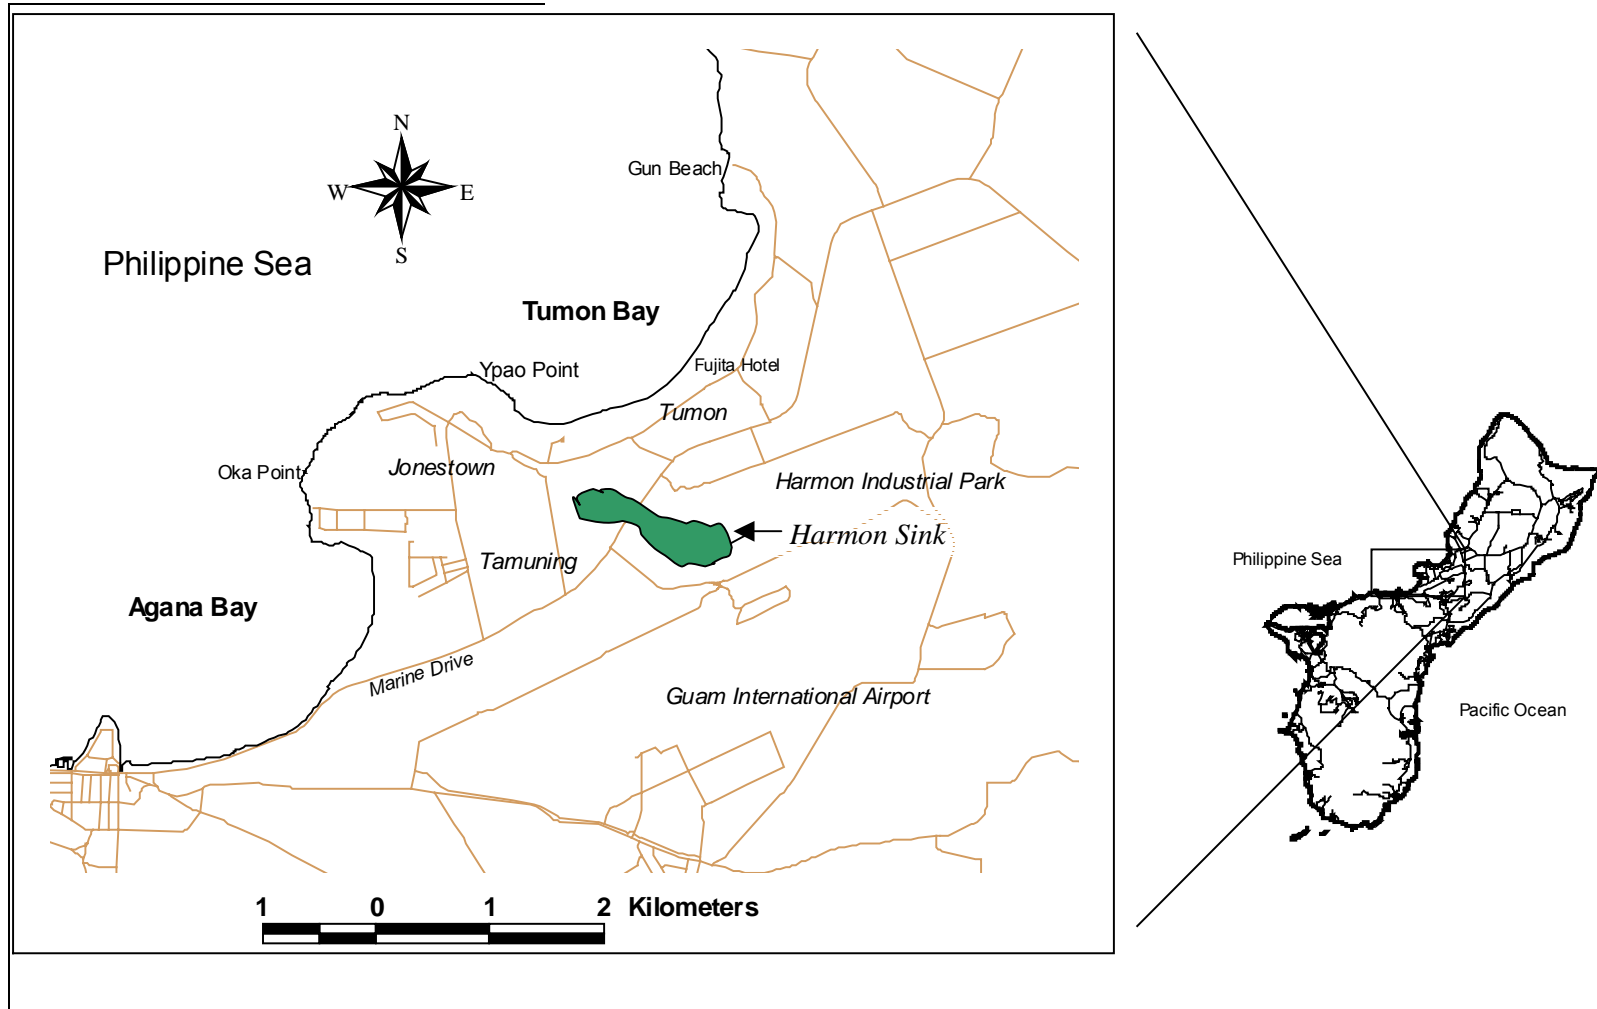 N
Gun Beach
W
E
S
Philippine Sea
Tumon Bay
Fujita Hotel
Ypao Point
Tumon
Oka Point
Jonestown
Harmon Industrial Park
Harmon Sink
Tamuning
Agana Bay
Marine Drive
Guam International Airport
1 0 1 2 Kilometers
Philippine Sea
Pacific Ocean